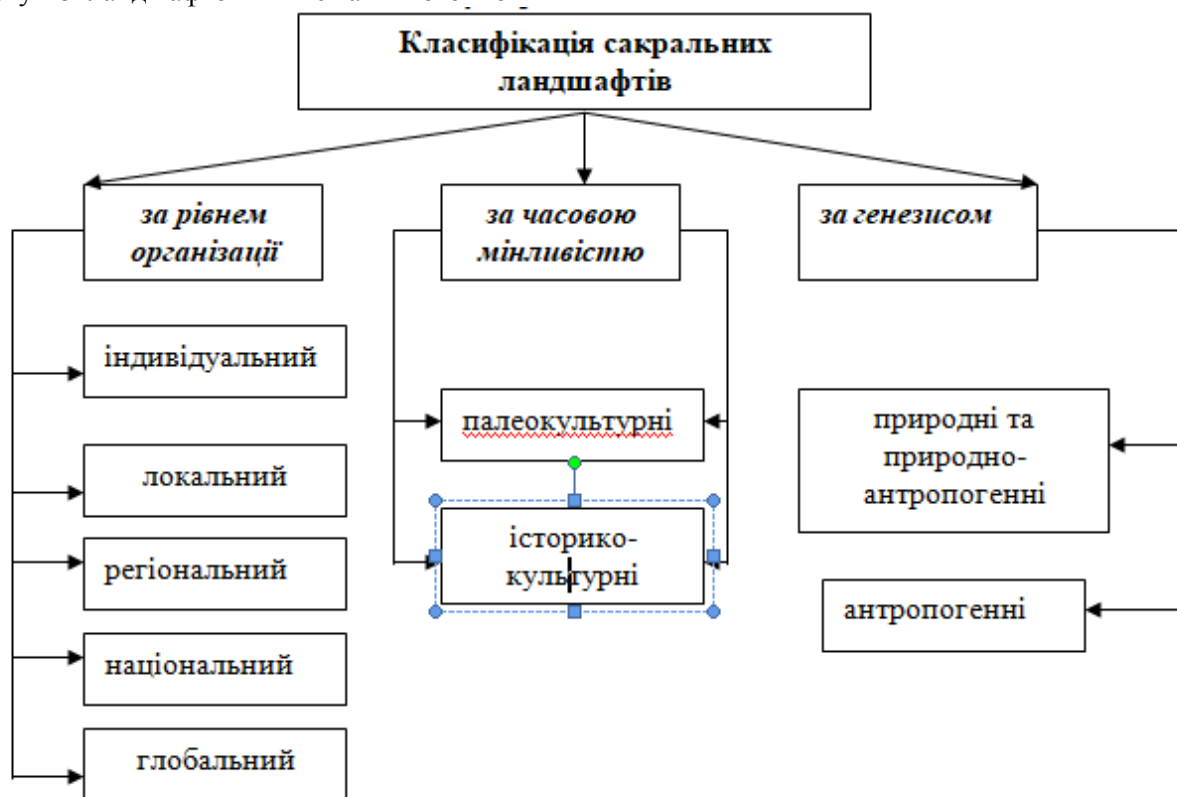 Класифікація сакральних
ландшафтів
за рівнем
організації
за часовою
мінливістю
за генезисом
індивідуальний
локальний
регіональний
національний
глобальний
палеокультурні
історико-
культурні
природні та
природно-
антропогенні
антропогенні